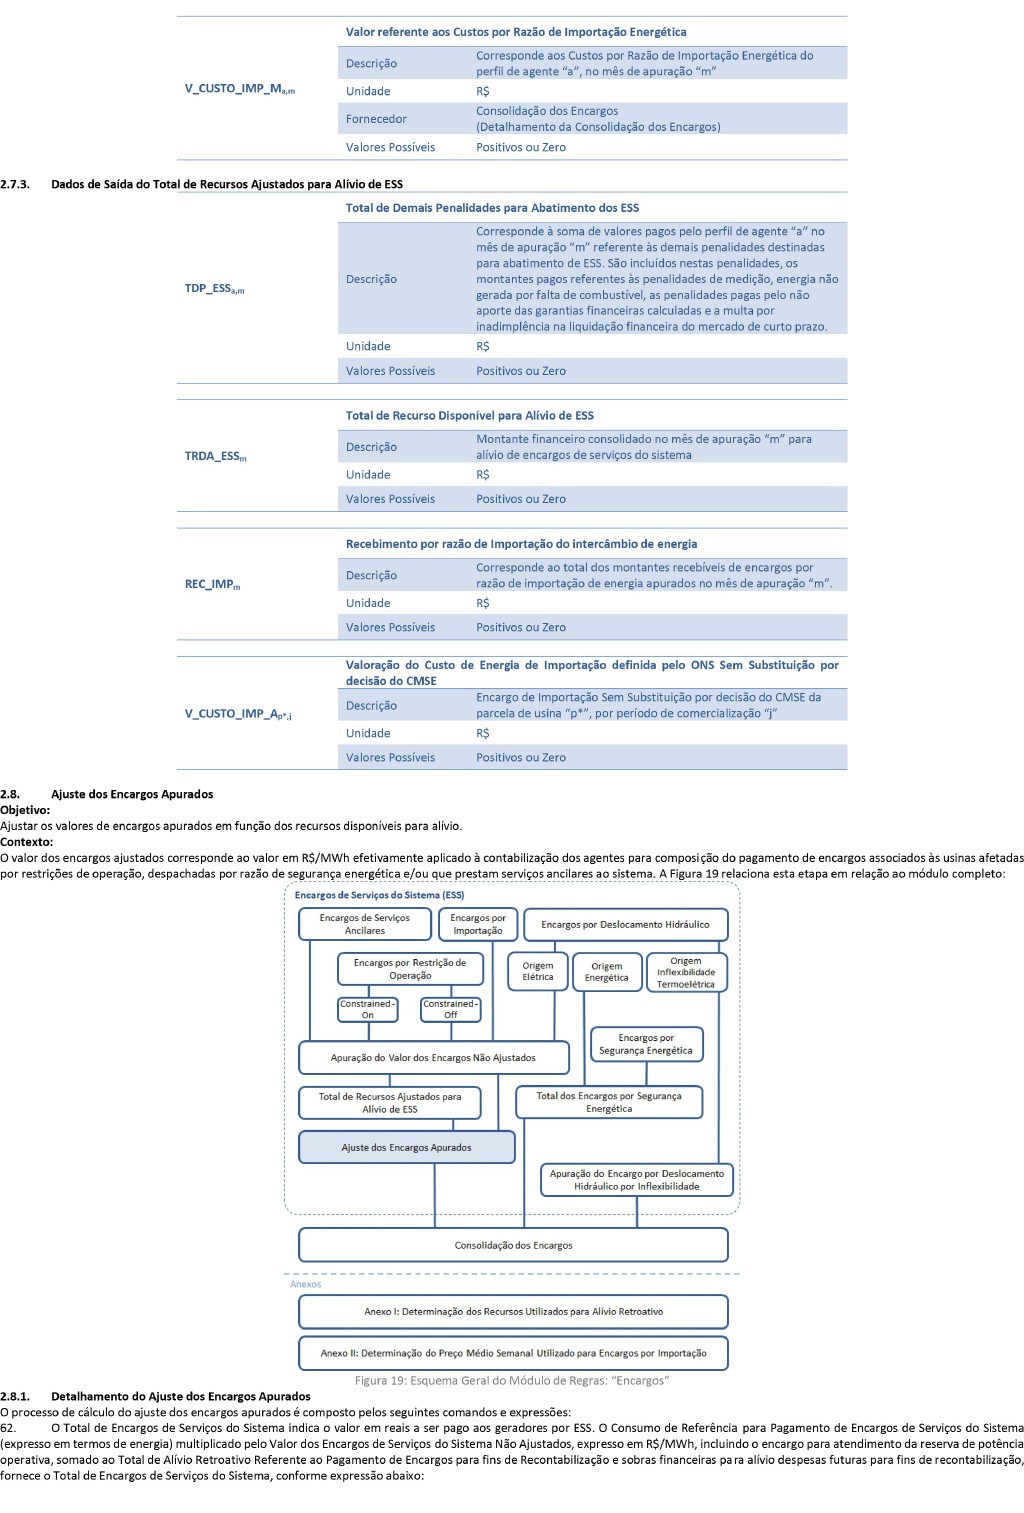 Valor referente aos Custos por Razão de Importação Energética
V_CUSTO_IMP_Ma,m
Descrição
Corresponde aos Custos por Razão de Importação Energética do
perfil de agente “a”, no mês de apuração “m”
Unidade
R$
Fornecedor
Consolidação dos Encargos
(Detalhamento da Consolidação dos Encargos)
Valores Possíveis
Positivos ou Zero
2.7.3. Dados de Saída do Total de Recursos Ajustados para Alívio de ESS
Total de Demais Penalidades para Abatimento dos ESS
TDP_ESSa,m
Descrição
Corresponde à soma de valores pagos pelo perfil de agente “a” no
mês de apuração “m” referente às demais penalidades destinadas
para abatimento de ESS. São incluídos nestas penalidades, os
montantes pagos referentes às penalidades de medição, energia não
gerada por falta de combustível, as penalidades pagas pelo não
aporte das garantias financeiras calculadas e a multa por
inadimplência na liquidação financeira do mercado de curto prazo.
Unidade
R$
Valores Possíveis
Positivos ou Zero
Total de Recurso Disponível para Alívio de ESS
TRDA_ESSm
Descrição
Montante financeiro consolidado no mês de apuração “m” para
alívio de encargos de serviços do sistema
Unidade
R$
Valores Possíveis
Positivos ou Zero
Recebimento por razão de Importação do intercâmbio de energia
REC_IMPm
Descrição
Corresponde ao total dos montantes recebíveis de encargos por
razão de importação de energia apurados no mês de apuração “m”.
Unidade
R$
Valores Possíveis
Positivos ou Zero
Valoração do Custo de Energia de Importação definida pelo ONS Sem Substituição por
decisão do CMSE
V_CUSTO_IMP_Ap*,j
Descrição
Encargo de Importação Sem Substituição por decisão do CMSE da
parcela de usina “p*”, por período de comercialização “j”
Unidade
R$
Valores Possíveis
Positivos ou Zero
2.8. Ajuste dos Encargos Apurados
Objetivo:
Ajustar os valores de encargos apurados em função dos recursos disponíveis para alívio.
Contexto:
O valor dos encargos ajustados corresponde ao valor em R$/MWh efetivamente aplicado à contabilização dos agentes para composição do pagamento de encargos associados às usinas afetadas
por restrições de operação, despachadas por razão de segurança energética e/ou que prestam serviços ancilares ao sistema. A Figura 19 relaciona esta etapa em relação ao módulo completo:
Encargos de Serviços do Sistema (ESS)
Encargos de Serviços
Ancilares
Encargos por
Importação
Encargos por Deslocamento Hidráulico
Encargos por Restrição de
Operação
Origem
Elétrica
Origem
Energética
Origem
Inflexibilidade
Termoelétrica
Constrained-
On
Constrained-
Off
Encargos por
Segurança Energética
Apuração do Valor dos Encargos Não Ajustados
Total de Recursos Ajustados para
Alívio de ESS
Total dos Encargos por Segurança
Energética
Ajuste dos Encargos Apurados
Apuração do Encargo por Deslocamento
Hidráulico por Inflexibilidade
Consolidação dos Encargos
Anexos
Anexo I: Determinação dos Recursos Utilizados para Alívio Retroativo
Anexo II: Determinação do Preço Médio Semanal Utilizado para Encargos por Importação
Figura 19: Esquema Geral do Módulo de Regras: “Encargos”
2.8.1. Detalhamento do Ajuste dos Encargos Apurados
O processo de cálculo do ajuste dos encargos apurados é composto pelos seguintes comandos e expressões:
62. O Total de Encargos de Serviços do Sistema indica o valor em reais a ser pago aos geradores por ESS. O Consumo de Referência para Pagamento de Encargos de Serviços do Sistema
(expresso em termos de energia) multiplicado pelo Valor dos Encargos de Serviços do Sistema Não Ajustados, expresso em R$/MWh, incluindo o encargo para atendimento da reserva de potência
operativa, somado ao Total de Alívio Retroativo Referente ao Pagamento de Encargos para fins de Recontabilização e sobras financeiras para alívio despesas futuras para fins de recontabilização,
fornece o Total de Encargos de Serviços do Sistema, conforme expressão abaixo: